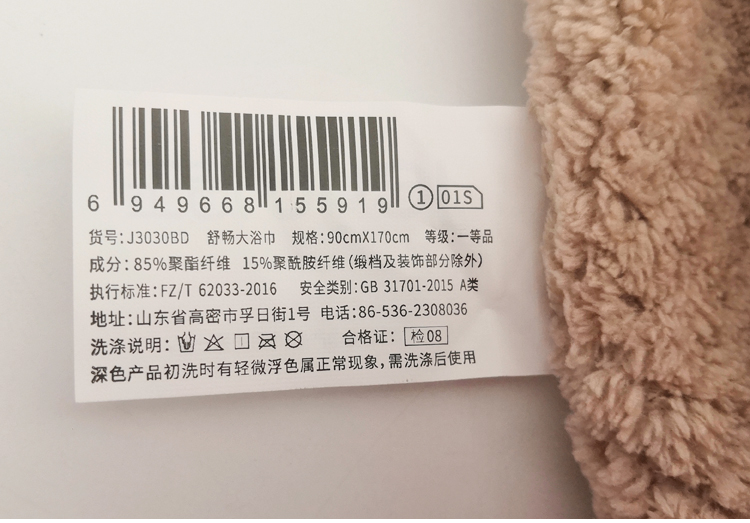 6 949668 155919 ① 01S
货号:J3030BD 舒畅大浴巾 规格:90cmX170cm 等级:一等品
成分:85%聚酯纤维 15%聚酰胺纤维(缎档及装饰部分除外)
执行标准:FZ/T 62033-2016 安全类别:GB 31701-2015 A类
地址:山东省高密市孚日街1号 电话:86-536-2308036
洗涤说明: 合格证: 检08
深色产品初洗时有轻微浮色属正常现象,需洗涤后使用